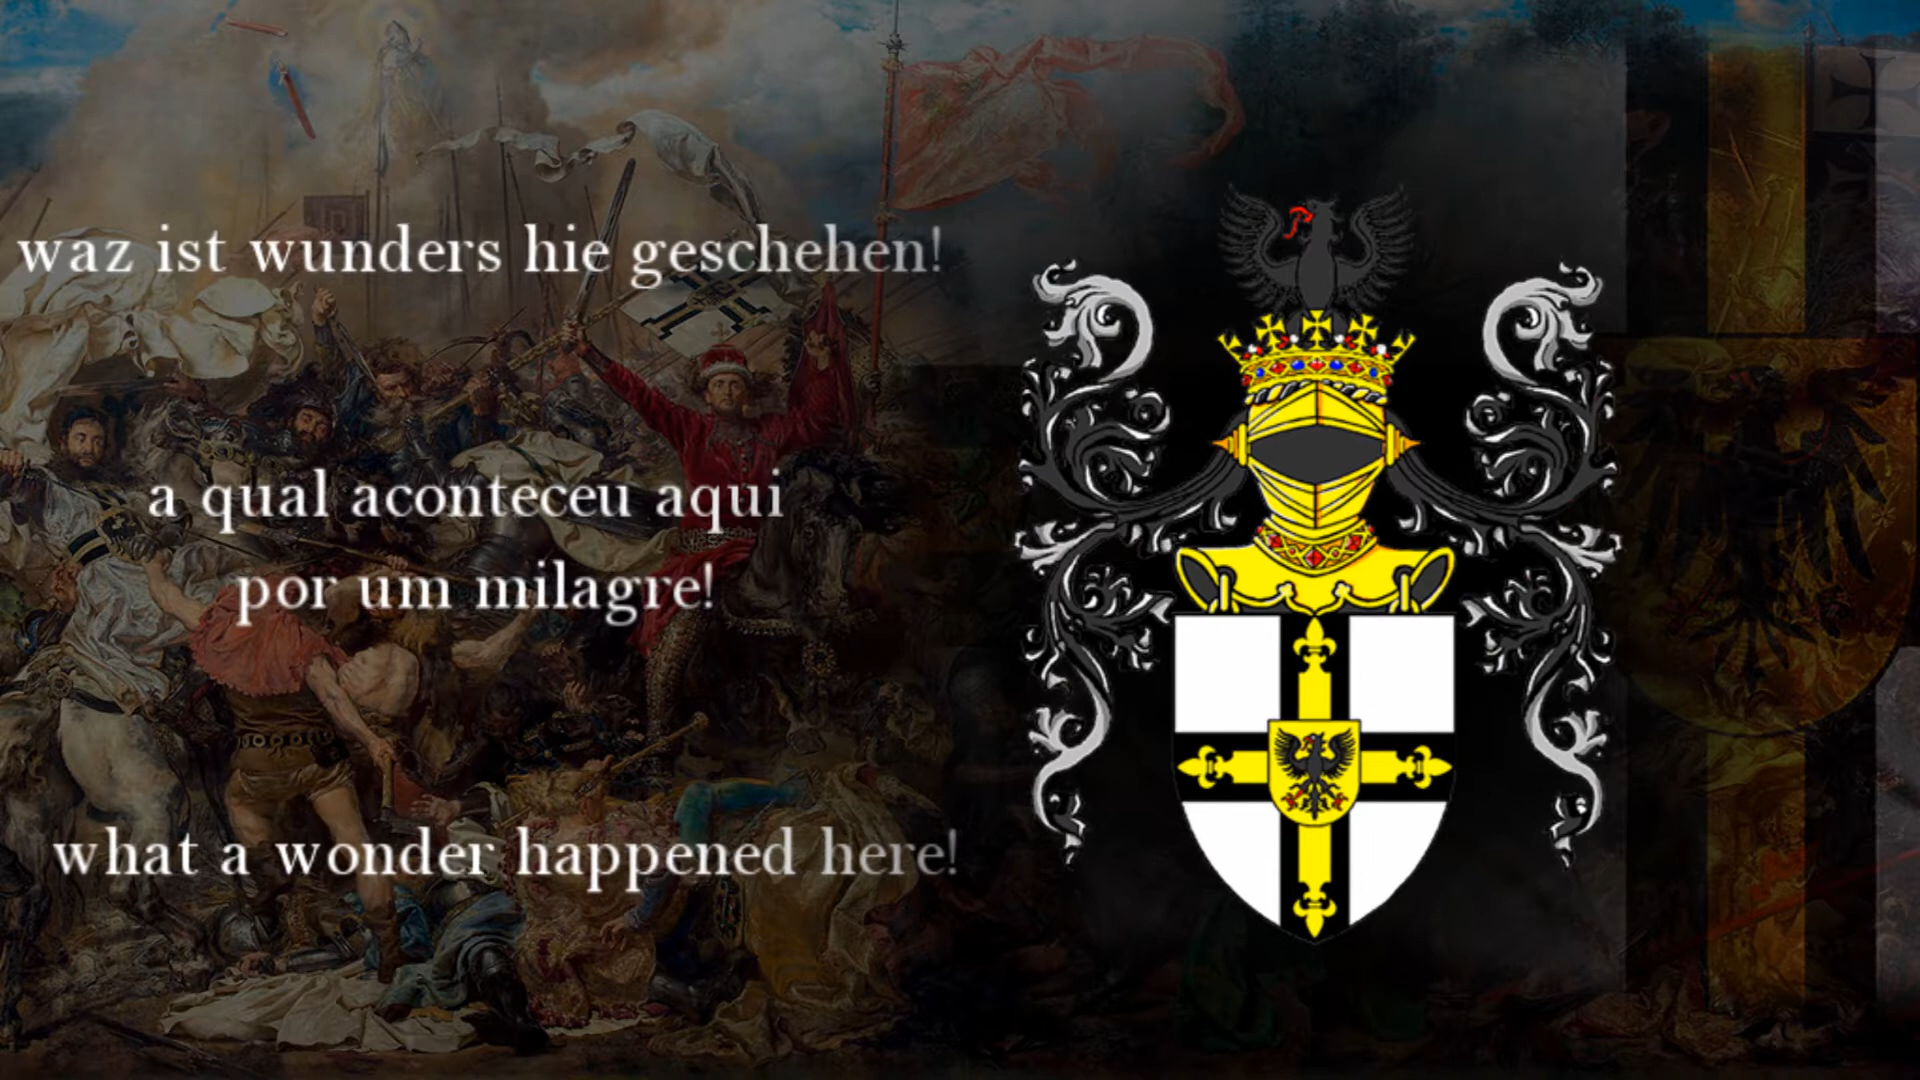 waz ist wunders hie geschehen!
a qual aconteceu aqui
por um milagre!
what a wonder happened here!